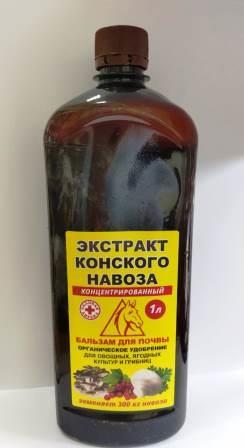 ЭКСТРАКТ
КОНСКОГО
НАВОЗА
КОНЦЕНТРИРОВАННЫЙ
1л
БАЛЬЗАМ ДЛЯ ПОЧВЫ
ОРГАНИЧЕСКОЕ УДОБРЕНИЕ
ДЛЯ ОВОЩНЫХ, ЯГОДНЫХ
КУЛЬТУР И ГРИБНИЦ
заменяет 300 кг навоза